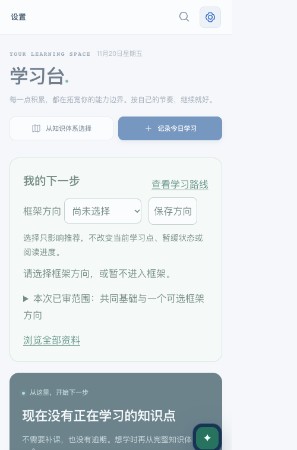 设置
YOUR LEARNING SPACE · 11月20日星期五
学习台.
每一点积累，都在拓宽你的能力边界。按自己的节奏，继续就好。
从知识体系选择
＋ 记录今日学习
我的下一步
查看学习路线
框架方向 尚未选择 保存方向
选择只影响推荐，不改变当前学习点、暂缓状态或
阅读进度。
请选择框架方向，或暂不进入框架。
▶ 本次已审范围：共同基础与一个可选框架
方向
浏览全部资料
从这里，开始下一步
现在没有正在学习的知识点
不需要补课，也没有逾期。想学时再从完整知识体